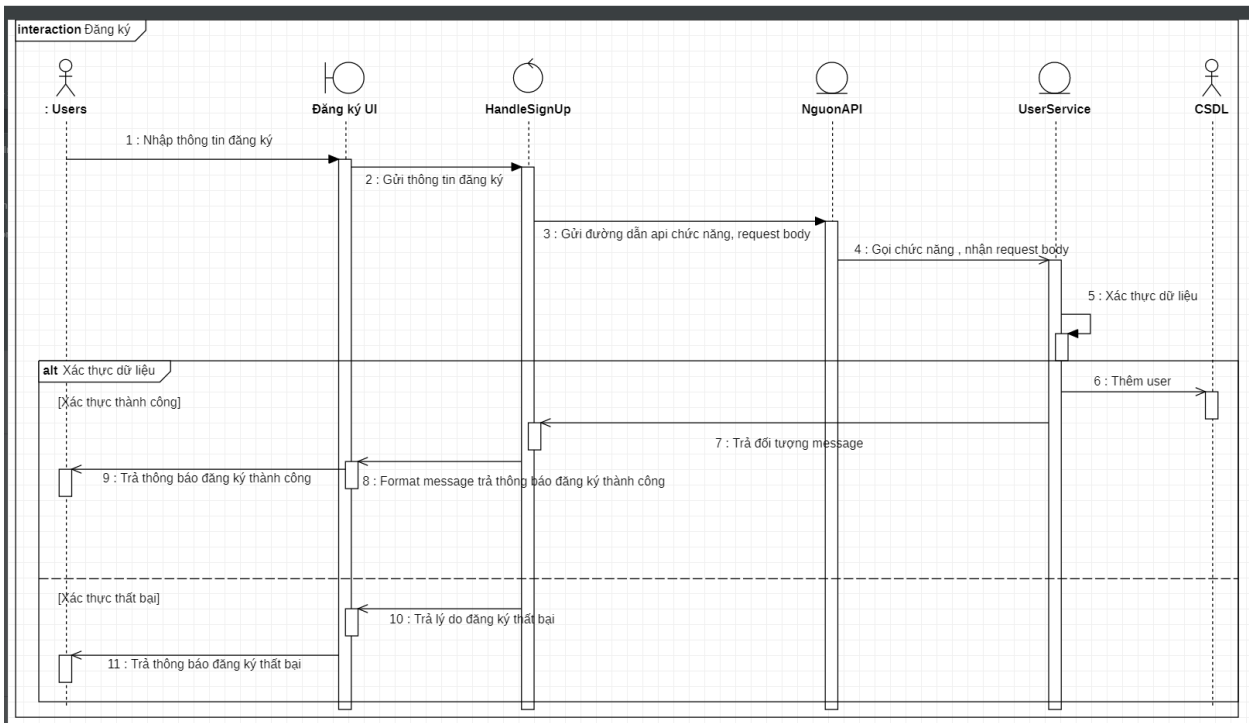 interaction Đăng ký
: Users
Đăng ký UI
HandleSignUp
NguonAPI
UserService
CSDL
1 : Nhập thông tin đăng ký
2 : Gửi thông tin đăng ký
3 : Gửi đường dẫn api chức năng, request body
4 : Gọi chức năng , nhận request body
5 : Xác thực dữ liệu
alt Xác thực dữ liệu
[Xác thực thành công]
6 : Thêm user
7 : Trả đối tượng message
8 : Format message trả thông báo đăng ký thành công
9 : Trả thông báo đăng ký thành công
[Xác thực thất bại]
10 : Trả lý do đăng ký thất bại
11 : Trả thông báo đăng ký thất bại